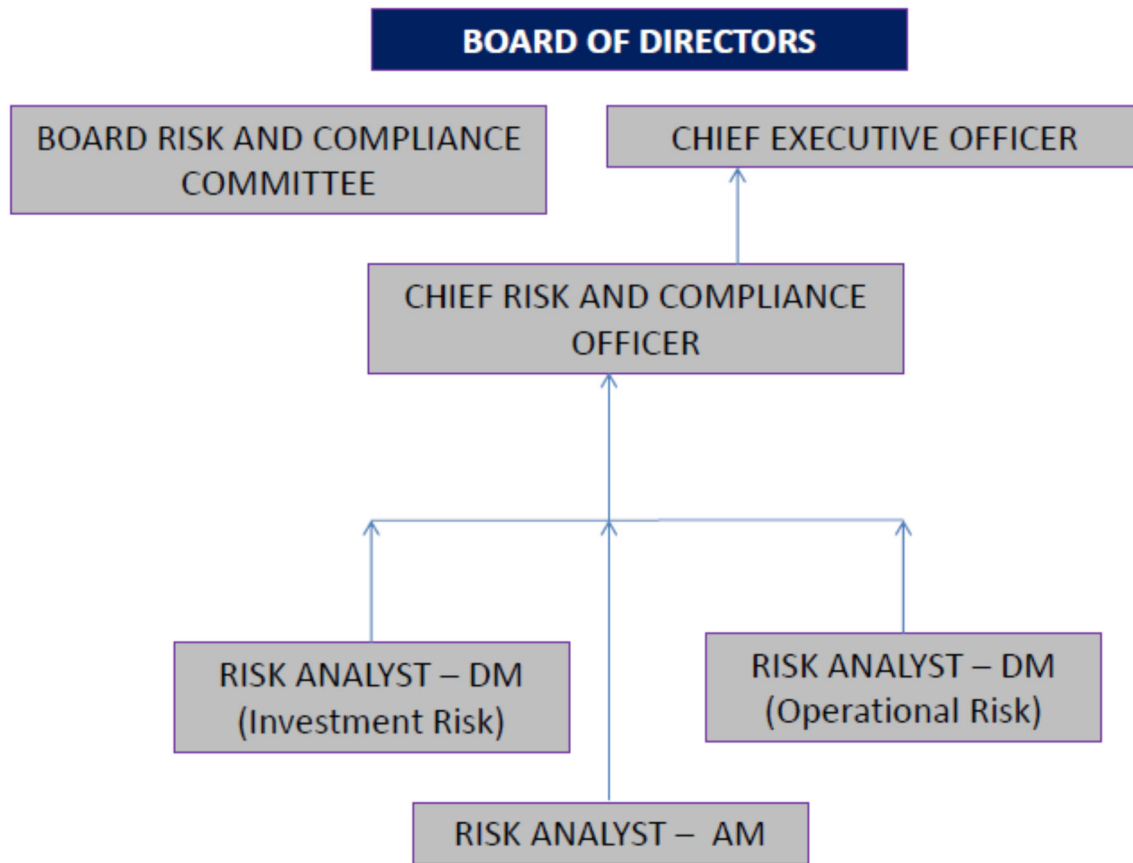 BOARD OF DIRECTORS
BOARD RISK AND COMPLIANCE
COMMITTEE
CHIEF EXECUTIVE OFFICER
CHIEF RISK AND COMPLIANCE
OFFICER
RISK ANALYST – DM
(Investment Risk)
RISK ANALYST – DM
(Operational Risk)
RISK ANALYST – AM